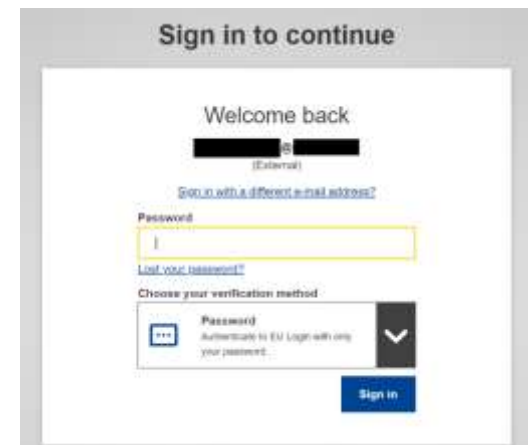 Sign in to continue
Welcome back
@
(External)
Sign in with a different e-mail address?
Password
Lost your password?
Choose your verification method
Password
Authenticate to EU Login with only
your password.
Sign in